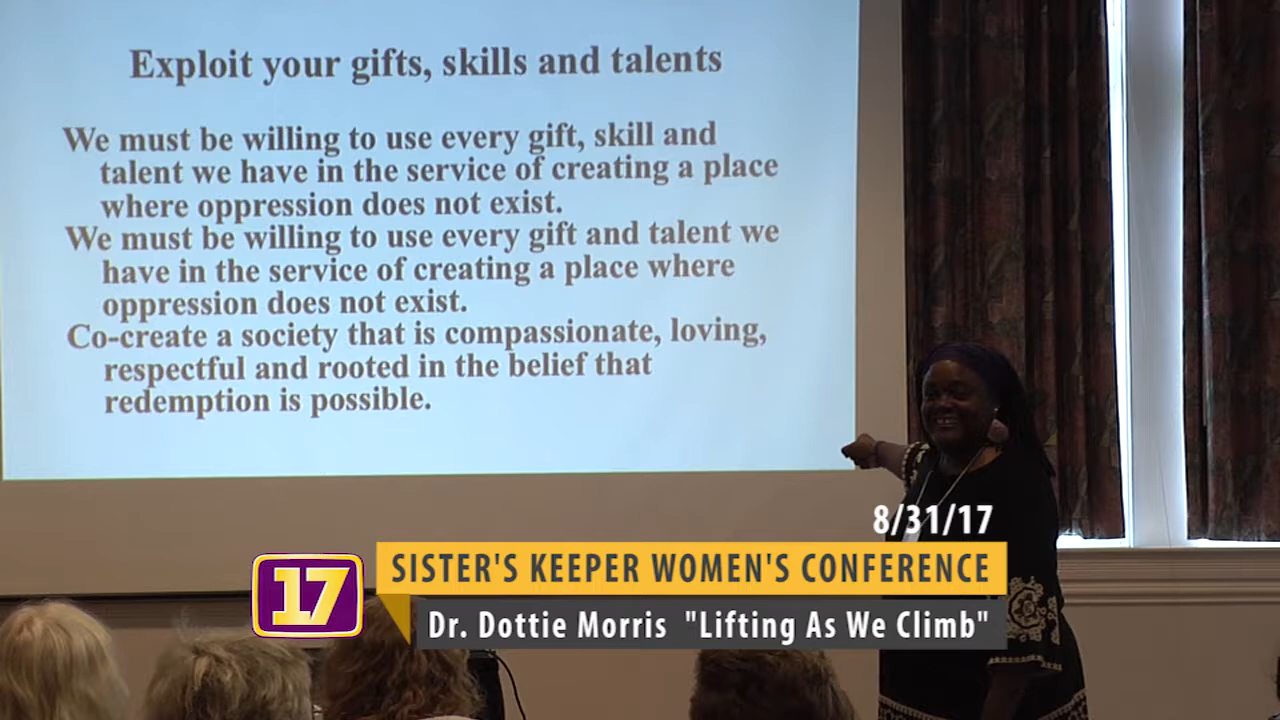 Exploit your gifts, skills and talents
We must be willing to use every gift, skill and
talent we have in the service of creating a place
where oppression does not exist.
We must be willing to use every gift and talent we
have in the service of creating a place where
oppression does not exist.
Co-create a society that is compassionate, loving,
respectful and rooted in the belief that
redemption is possible.
8/31/17
17
SISTER'S KEEPER WOMEN'S CONFERENCE
Dr. Dottie Morris "Lifting As We Climb"